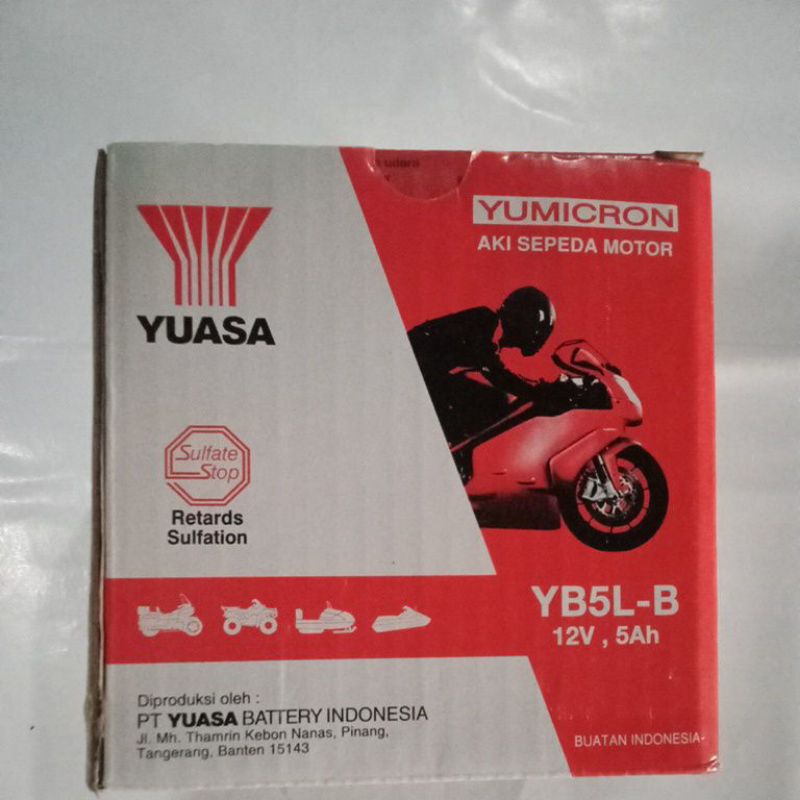 udara
YUMICRON
AKI SEPEDA MOTOR
YUASA
Sulfate
Stop
Retards
Sulfation
YB5L-B
12V , 5Ah
Diproduksi oleh :
PT YUASA BATTERY INDONESIA
Jl. Mh. Thamrin Kebon Nanas, Pinang,
Tangerang, Banten 15143
BUATAN INDONESIA